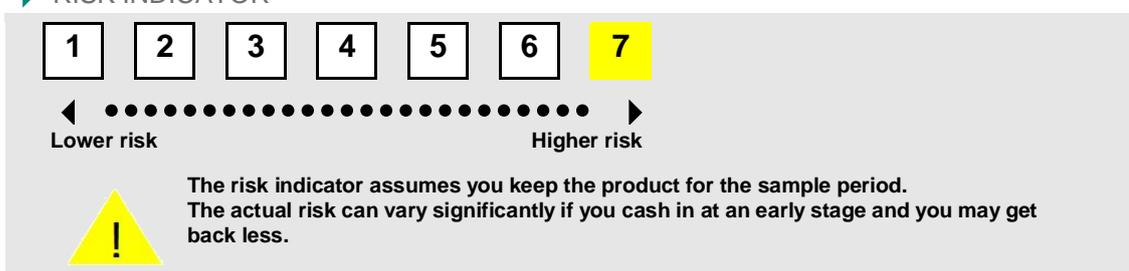 RISK INDICATOR
1 2 3 4 5 6 7
Lower risk Higher risk
The risk indicator assumes you keep the product for the sample period.
The actual risk can vary significantly if you cash in at an early stage and you may get
back less.
!